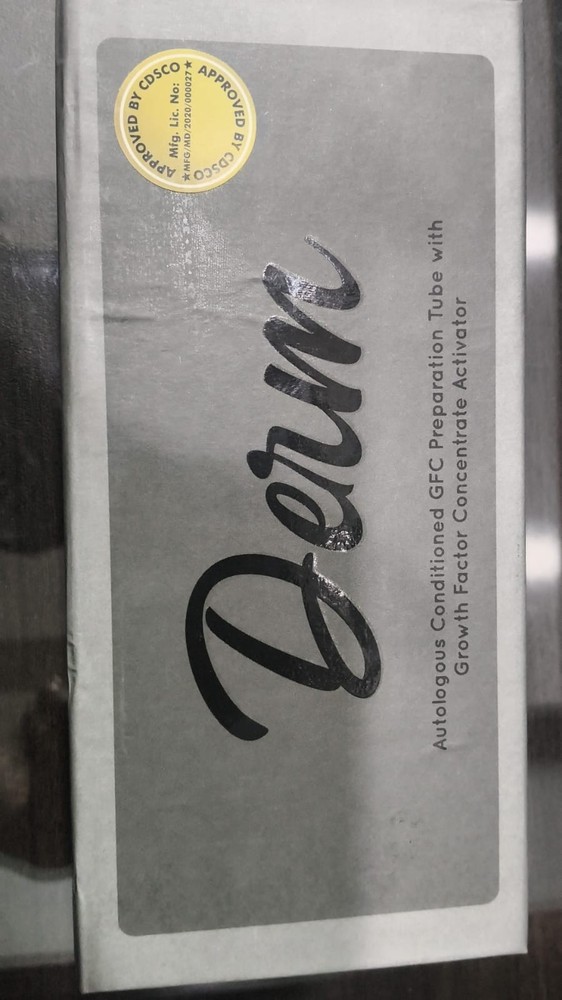 APPROVED BY CDSCO
Mfg. Lic. No:
★MFG/MD/2020/000027★
APPROVED BY CDSCO
Derm
Autologous Conditioned GFC Preparation Tube with
Growth Factor Concentrate Activator